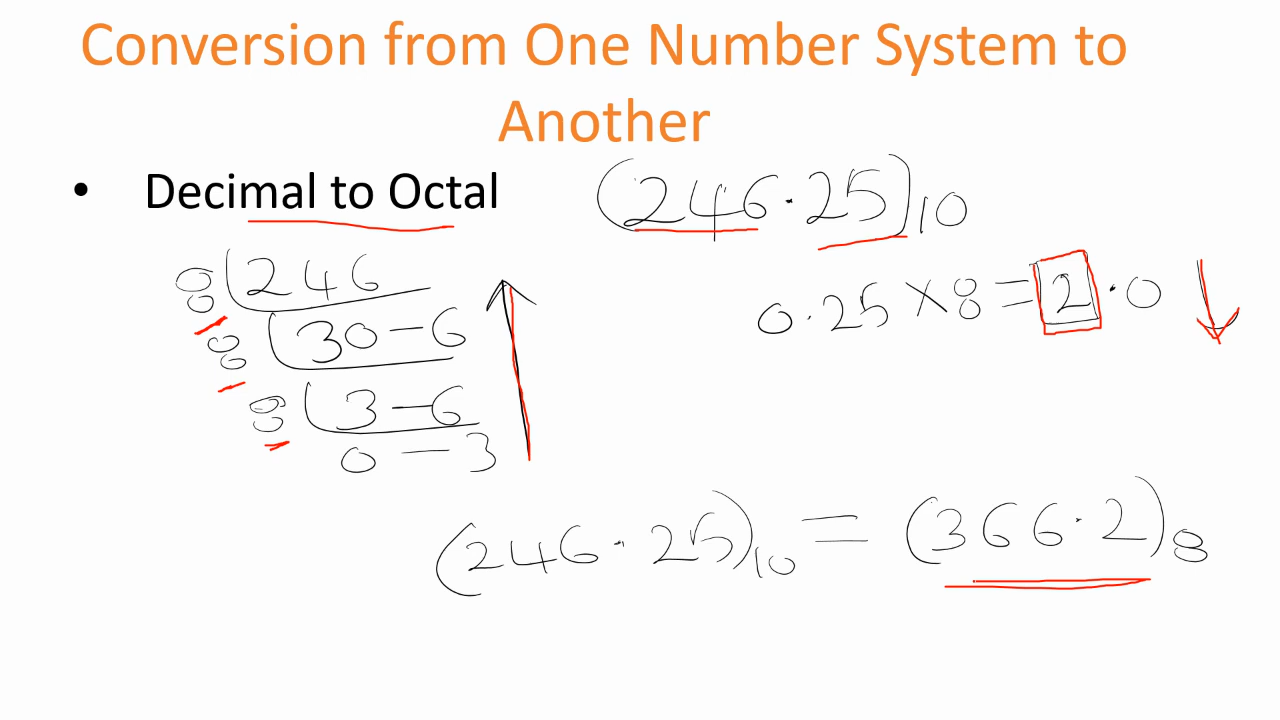 Conversion from One Number System to
Another
• Decimal to Octal
(246.25)10
8 246
8 30-6
8 3-6
0-3
0.25×8=2.0
(246.25)10=(366.2)8